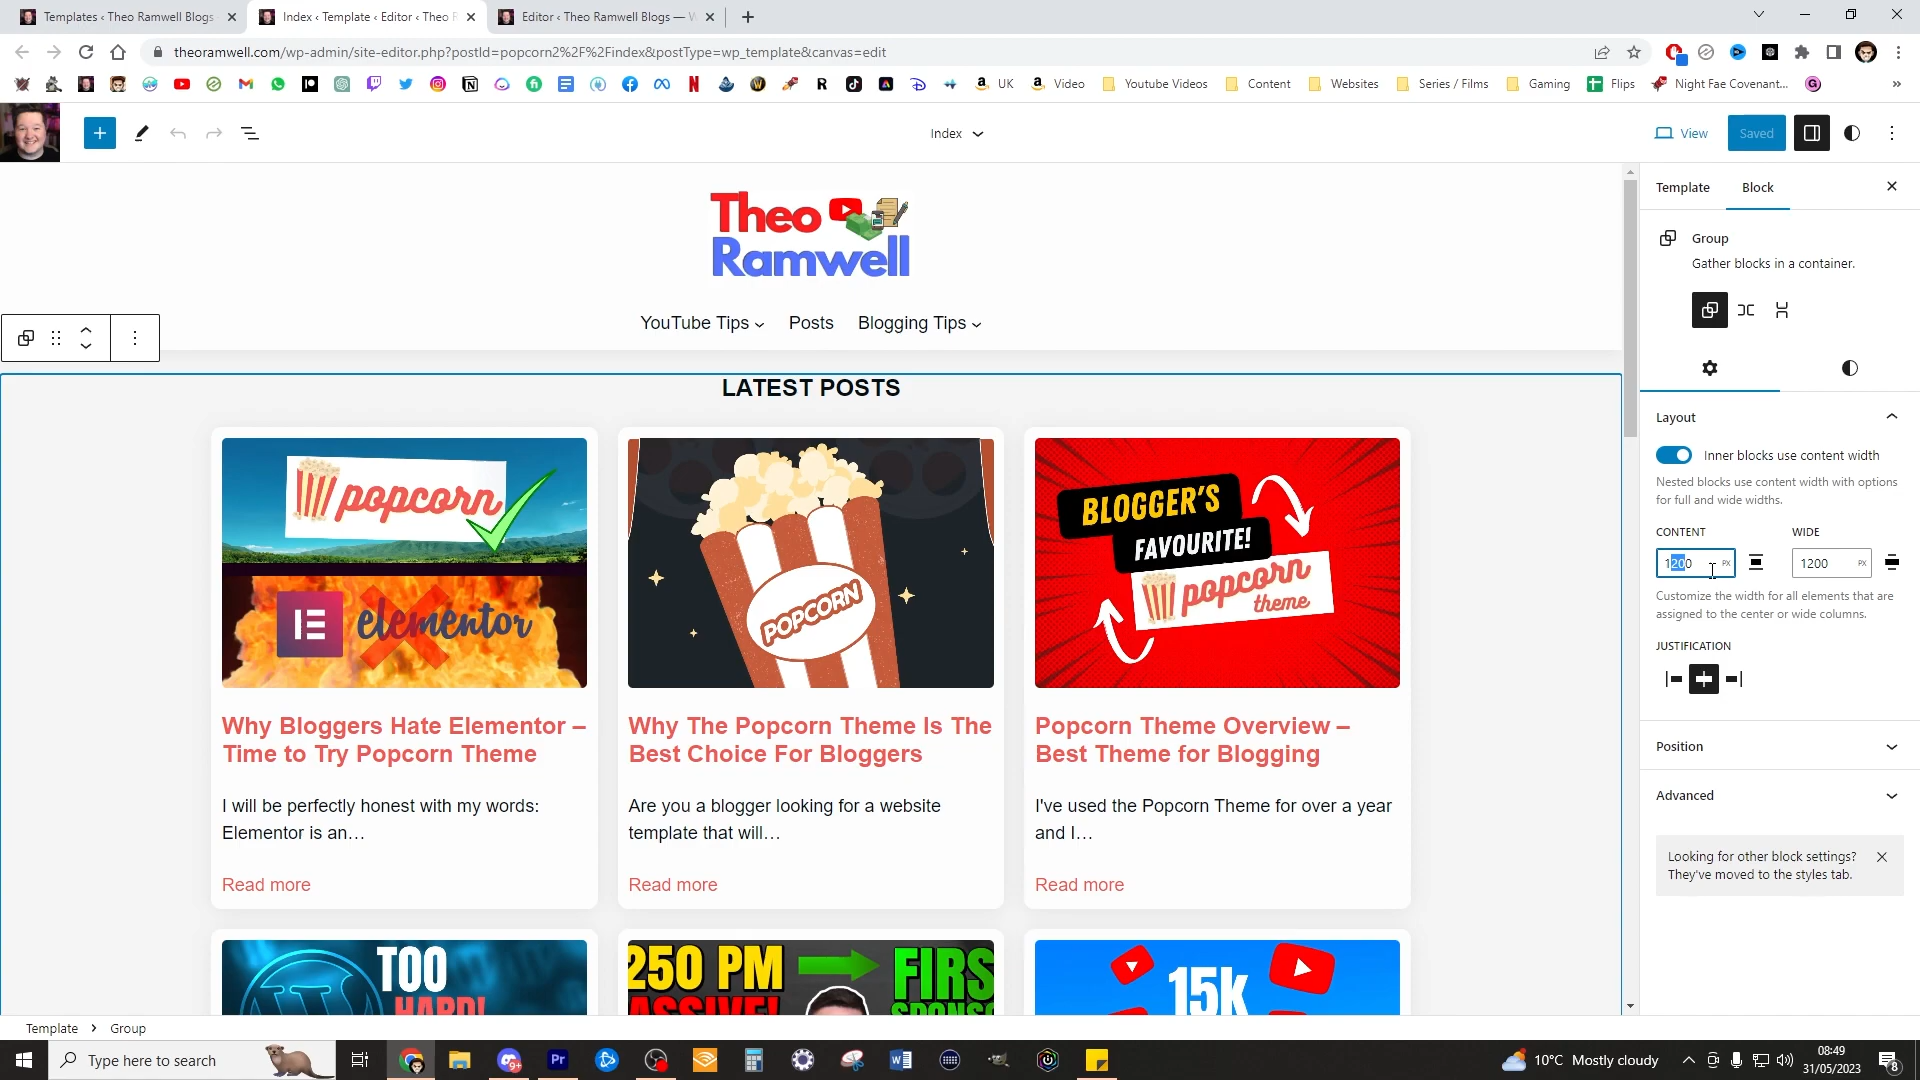 Templates ‹ Theo Ramwell Blogs
Index ‹ Template ‹ Editor ‹ Theo R
Editor ‹ Theo Ramwell Blogs — W
theoramwell.com/wp-admin/site-editor.php?postId=popcorn2%2F%2Findex&postType=wp_template&canvas=edit
UK
Video
Youtube Videos
Content
Websites
Series / Films
Gaming
Flips
Night Fae Covenant...
Index
View
Saved
Theo
Ramwell
YouTube Tips
Posts
Blogging Tips
LATEST POSTS
popcorn
elementor
POPCORN
BLOGGER'S
FAVOURITE!
popcorn
theme
Why Bloggers Hate Elementor –
Time to Try Popcorn Theme
Why The Popcorn Theme Is The
Best Choice For Bloggers
Popcorn Theme Overview –
Best Theme for Blogging
I will be perfectly honest with my words:
Elementor is an…
Are you a blogger looking for a website
template that will…
I've used the Popcorn Theme for over a year
and I…
Read more
Read more
Read more
TOO
HARD!
250 PM
MASSIVE!
FIRS
SPONS
15k
Template
Block
Group
Gather blocks in a container.
Layout
Inner blocks use content width
Nested blocks use content width with options
for full and wide widths.
CONTENT
WIDE
1200
PX
1200
PX
Customize the width for all elements that are
assigned to the center or wide columns.
JUSTIFICATION
Position
Advanced
Looking for other block settings?
They've moved to the styles tab.
Template
Group
Type here to search
10°C Mostly cloudy
08:49
31/05/2023
8